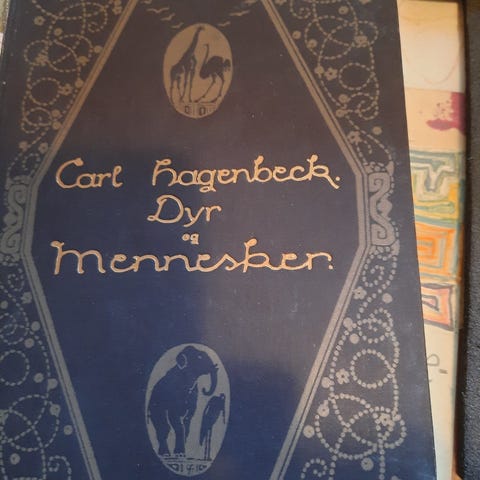 Carl Hagenbeck.
Dyr
og
Mennesker.